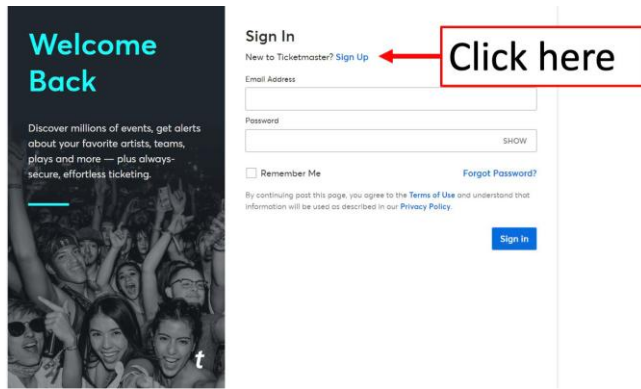 Welcome
Back
Discover millions of events, get alerts
about your favorite artists, teams,
plays and more — plus always-
secure, effortless ticketing.
t
Sign In
New to Ticketmaster? Sign Up
Click here
Email Address
Password
SHOW
Remember Me Forgot Password?
By continuing past this page, you agree to the Terms of Use and understand that
information will be used as described in our Privacy Policy.
Sign in